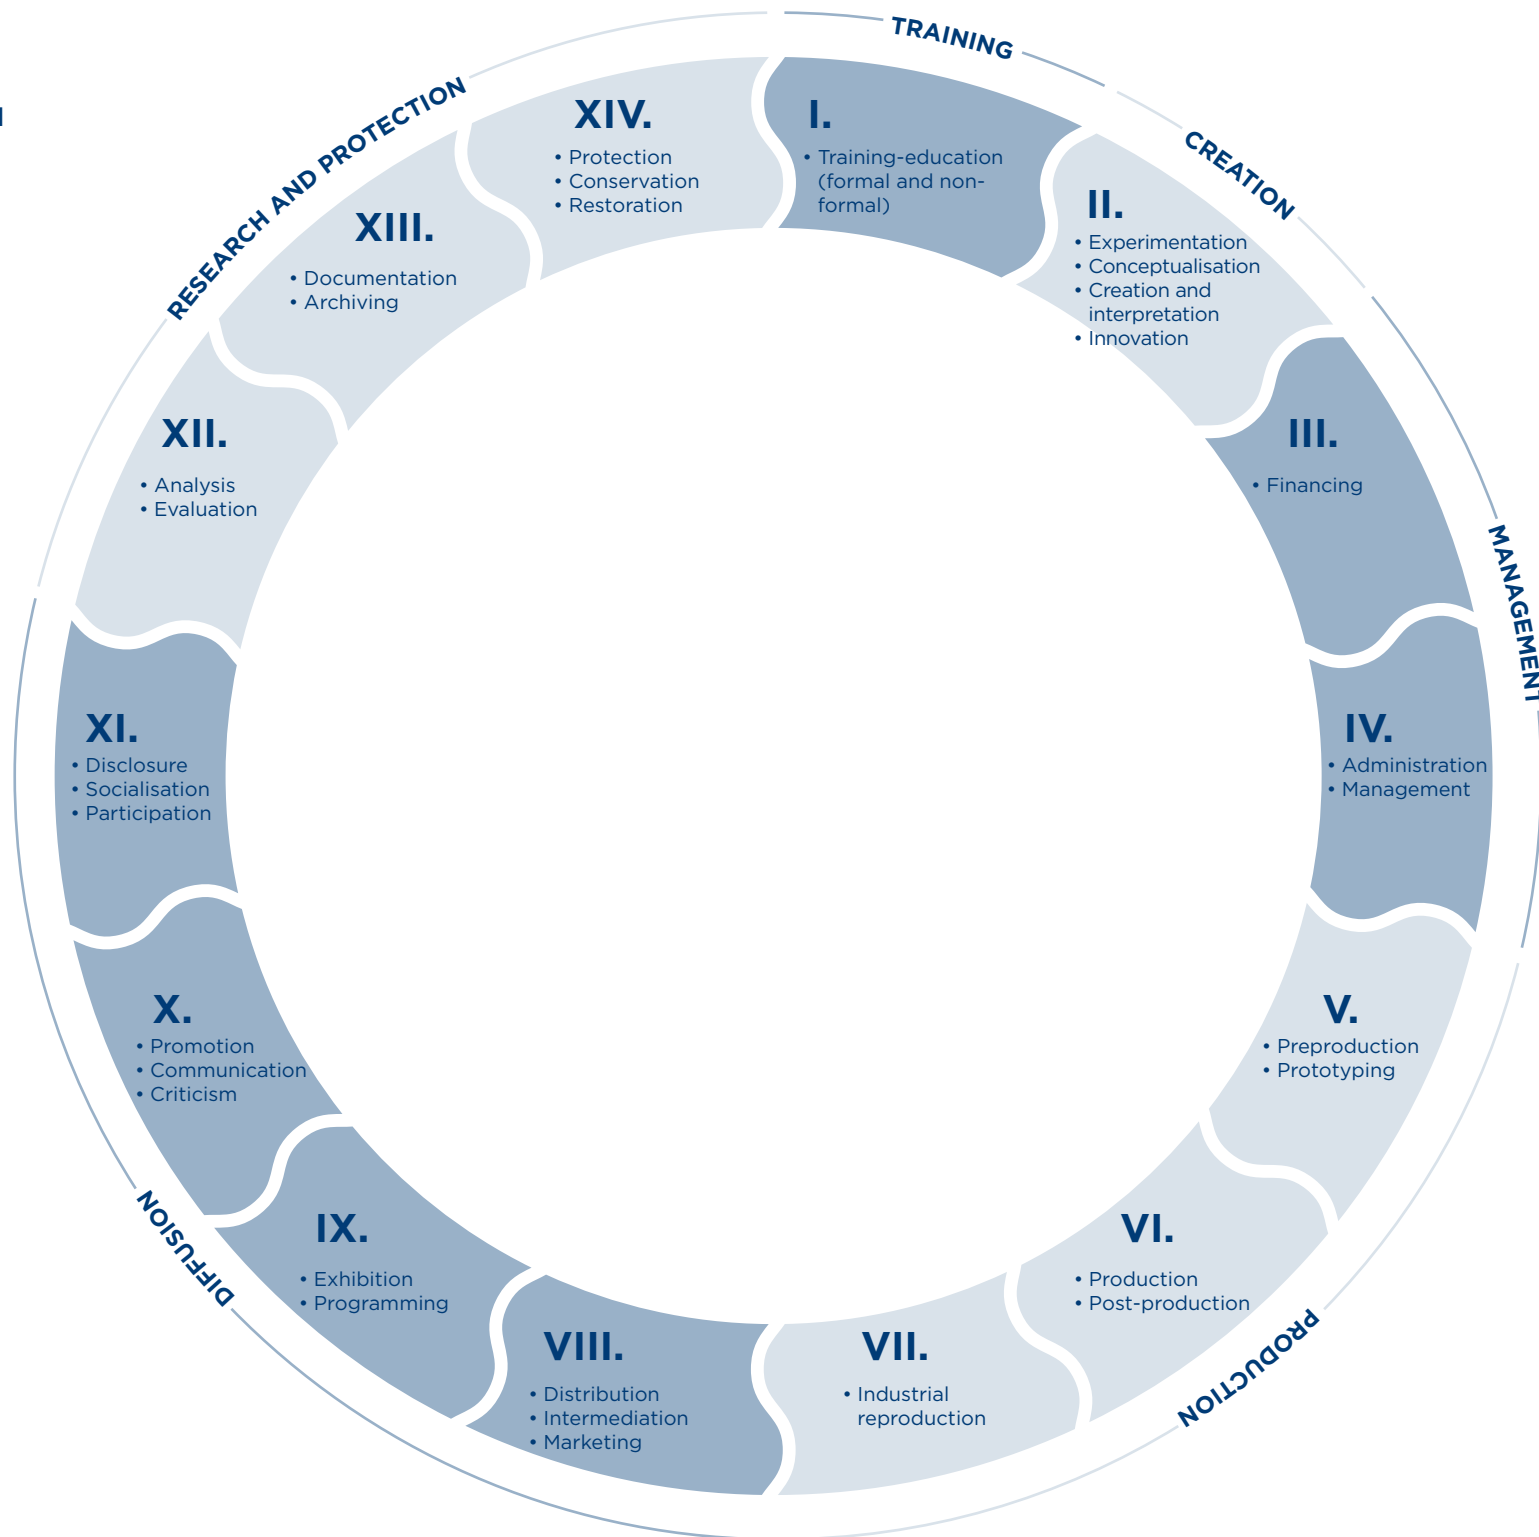 TRAINING
I.
• Training-education
(formal and non-
formal)
CREATION
II.
• Experimentation
• Conceptualisation
• Creation and
interpretation
• Innovation
MANAGEMENT
III.
• Financing
IV.
• Administration
• Management
PRODUCTION
V.
• Preproduction
• Prototyping
VI.
• Production
• Post-production
VII.
• Industrial
reproduction
DIFFUSION
VIII.
• Distribution
• Intermediation
• Marketing
IX.
• Exhibition
• Programming
X.
• Promotion
• Communication
• Criticism
XI.
• Disclosure
• Socialisation
• Participation
RESEARCH AND PROTECTION
XII.
• Analysis
• Evaluation
XIII.
• Documentation
• Archiving
XIV.
• Protection
• Conservation
• Restoration